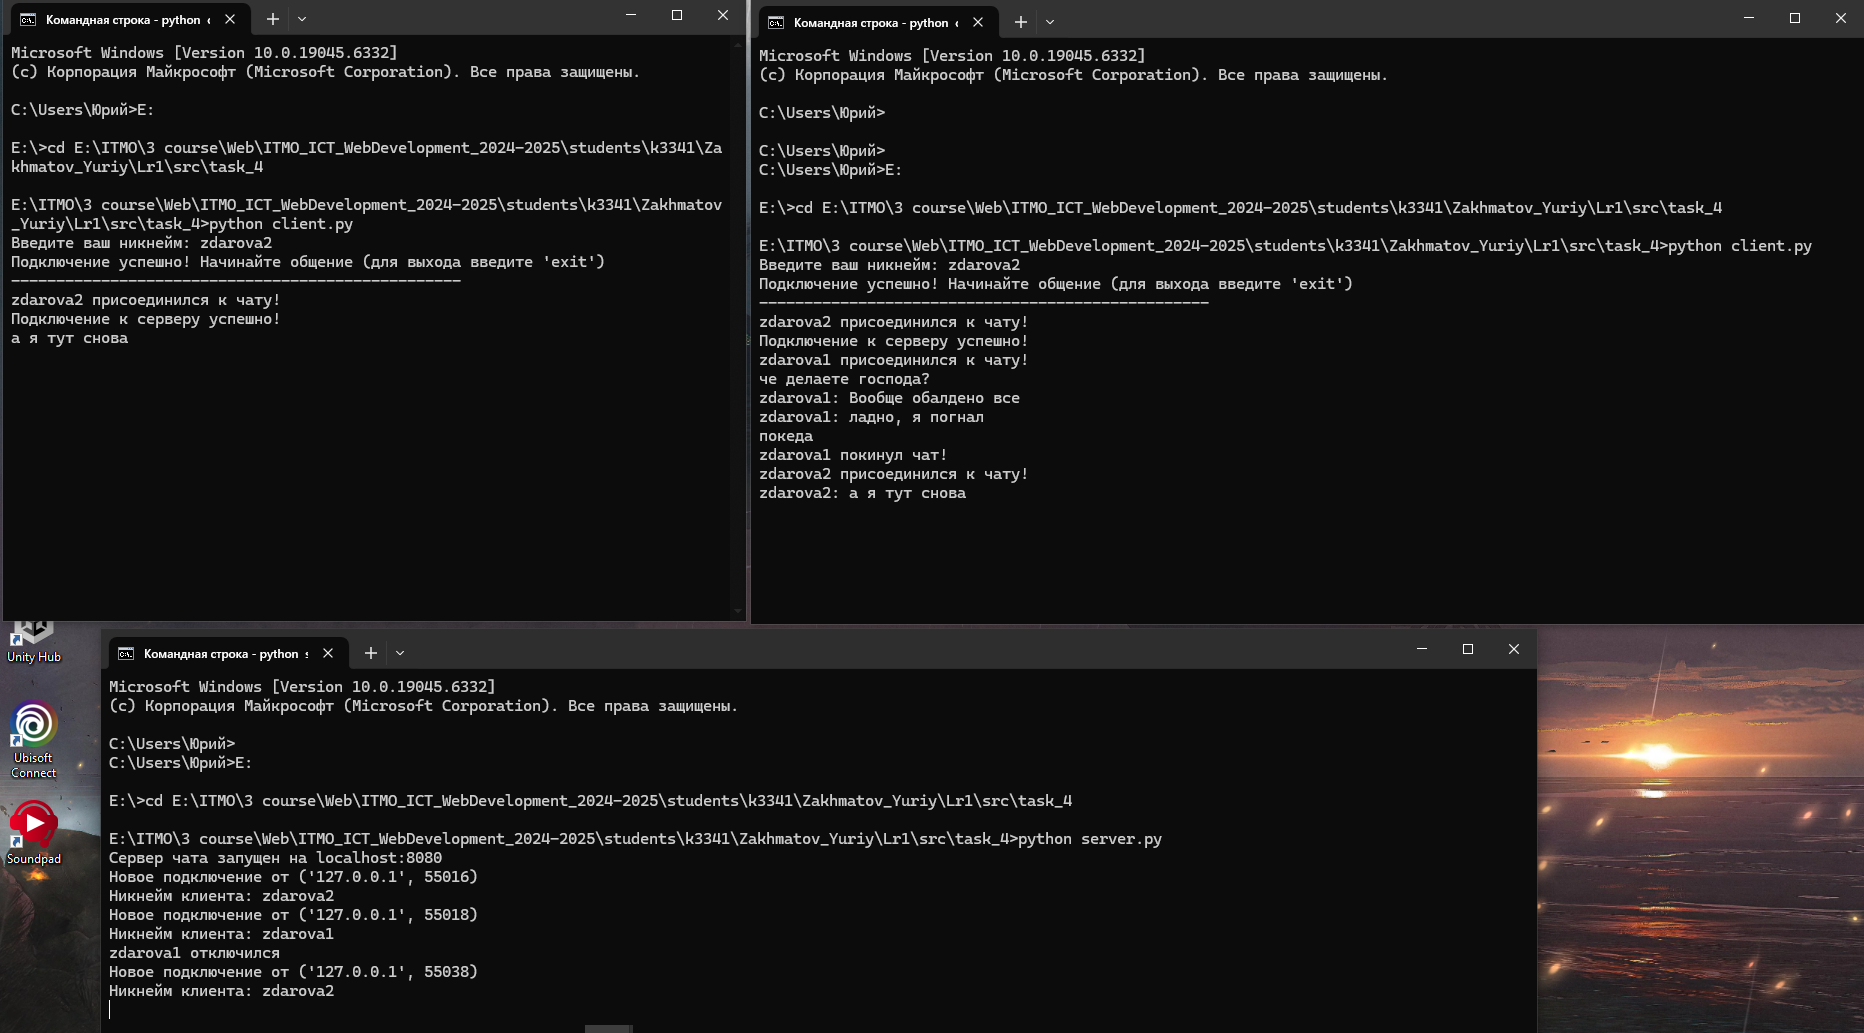 Командная строка - python c
Microsoft Windows [Version 10.0.19045.6332]
(c) Корпорация Майкрософт (Microsoft Corporation). Все права защищены.
C:\Users\Юрий>E:
E:\>cd E:\ITMO\3 course\Web\ITMO_ICT_WebDevelopment_2024-2025\students\k3341\Za
khmatov_Yuriy\Lr1\src\task_4
E:\ITMO\3 course\Web\ITMO_ICT_WebDevelopment_2024-2025\students\k3341\Zakhmatov
_Yuriy\Lr1\src\task_4>python client.py
Введите ваш никнейм: zdarova2
Подключение успешно! Начинайте общение (для выхода введите 'exit')
--------------------------------------------------
zdarova2 присоединился к чату!
Подключение к серверу успешно!
а я тут снова
Командная строка - python c
Microsoft Windows [Version 10.0.19045.6332]
(c) Корпорация Майкрософт (Microsoft Corporation). Все права защищены.
C:\Users\Юрий>
C:\Users\Юрий>
C:\Users\Юрий>E:
E:\>cd E:\ITMO\3 course\Web\ITMO_ICT_WebDevelopment_2024-2025\students\k3341\Zakhmatov_Yuriy\Lr1\src\task_4
E:\ITMO\3 course\Web\ITMO_ICT_WebDevelopment_2024-2025\students\k3341\Zakhmatov_Yuriy\Lr1\src\task_4>python client.py
Введите ваш никнейм: zdarova2
Подключение успешно! Начинайте общение (для выхода введите 'exit')
--------------------------------------------------
zdarova2 присоединился к чату!
Подключение к серверу успешно!
zdarova1 присоединился к чату!
че делаете господа?
zdarova1: Вообще обалдено все
zdarova1: ладно, я погнал
покеда
zdarova1 покинул чат!
zdarova2 присоединился к чату!
zdarova2: а я тут снова
Unity Hub
Ubisoft
Connect
Soundpad
Командная строка - python s
Microsoft Windows [Version 10.0.19045.6332]
(c) Корпорация Майкрософт (Microsoft Corporation). Все права защищены.
C:\Users\Юрий>
C:\Users\Юрий>E:
E:\>cd E:\ITMO\3 course\Web\ITMO_ICT_WebDevelopment_2024-2025\students\k3341\Zakhmatov_Yuriy\Lr1\src\task_4
E:\ITMO\3 course\Web\ITMO_ICT_WebDevelopment_2024-2025\students\k3341\Zakhmatov_Yuriy\Lr1\src\task_4>python server.py
Сервер чата запущен на localhost:8080
Новое подключение от ('127.0.0.1', 55016)
Никнейм клиента: zdarova2
Новое подключение от ('127.0.0.1', 55018)
Никнейм клиента: zdarova1
zdarova1 отключился
Новое подключение от ('127.0.0.1', 55038)
Никнейм клиента: zdarova2